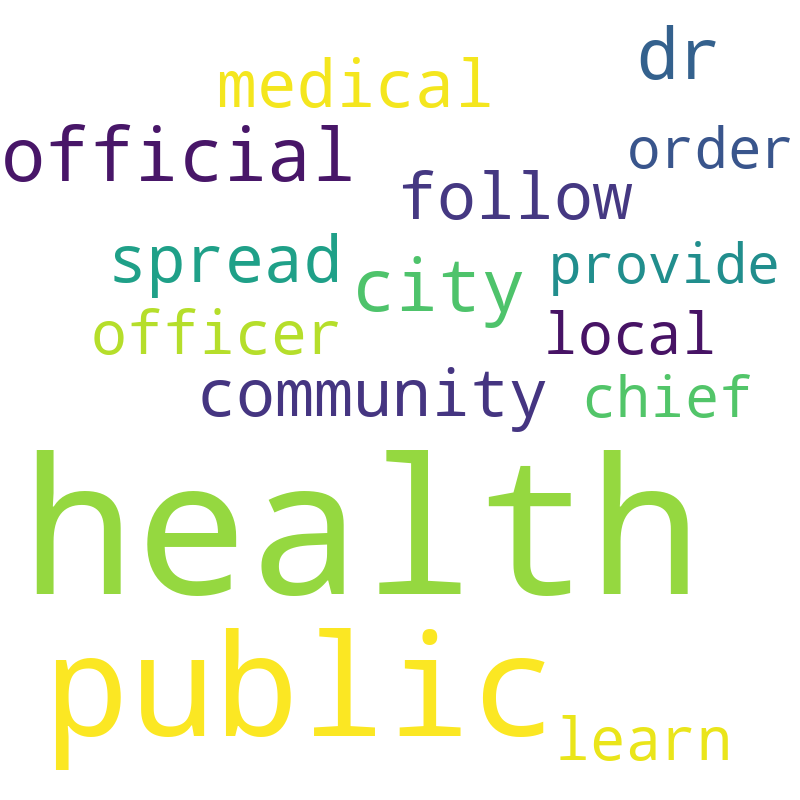 dr
medical
official
order
follow
spread
city
provide
officer
local
community
chief
health
public
learn